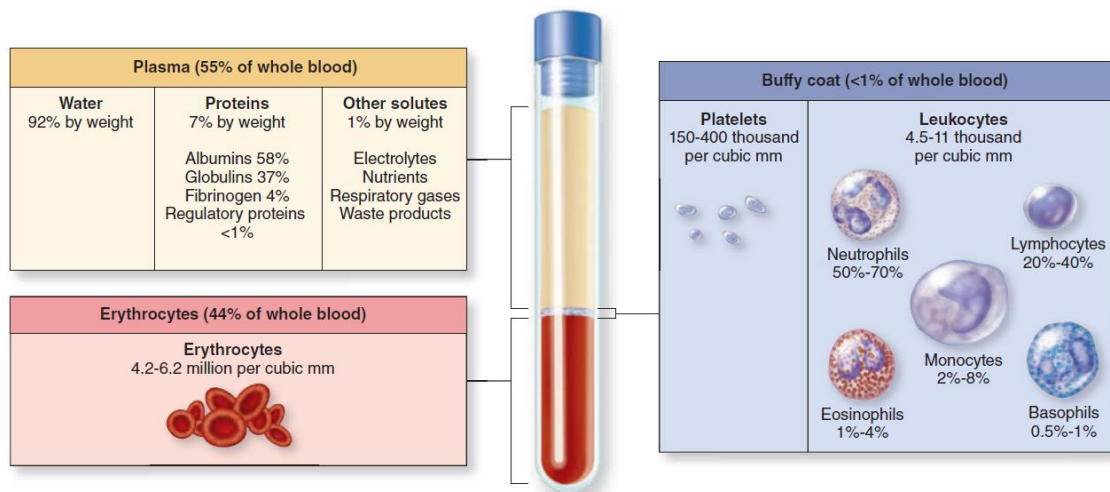 Plasma (55% of whole blood)
Water
92% by weight
Proteins
7% by weight
Albumins 58%
Globulins 37%
Fibrinogen 4%
Regulatory proteins
<1%
Other solutes
1% by weight
Electrolytes
Nutrients
Respiratory gases
Waste products
Erythrocytes (44% of whole blood)
Erythrocytes
4.2-6.2 million per cubic mm
Buffy coat (<1% of whole blood)
Platelets
150-400 thousand
per cubic mm
Leukocytes
4.5-11 thousand
per cubic mm
Neutrophils
50%-70%
Lymphocytes
20%-40%
Monocytes
2%-8%
Eosinophils
1%-4%
Basophils
0.5%-1%